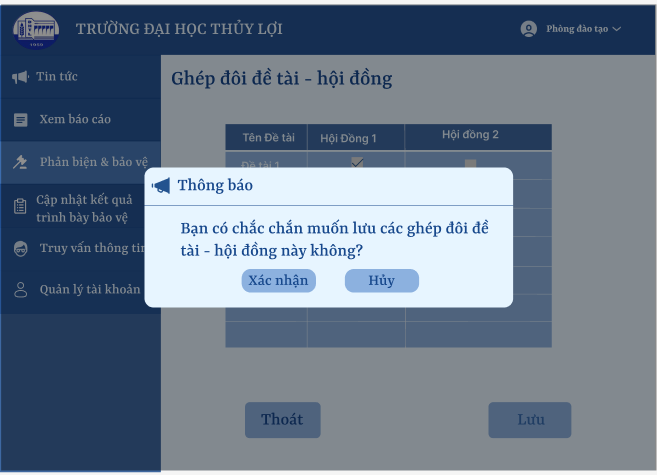 TRƯỜNG ĐẠI HỌC THỦY LỢI
Phòng đào tạo
Tin tức
Xem báo cáo
Phản biện & bảo vệ
Cập nhật kết quả
trình bày bảo vệ
Truy vấn thông tin
Quản lý tài khoản
Ghép đôi đề tài - hội đồng
Tên Đề tài Hội Đồng 1 Hội đồng 2
Đề tài 1
Thông báo
Bạn có chắc chắn muốn lưu các ghép đôi đề
tài - hội đồng này không?
Xác nhận Hủy
Thoát Lưu